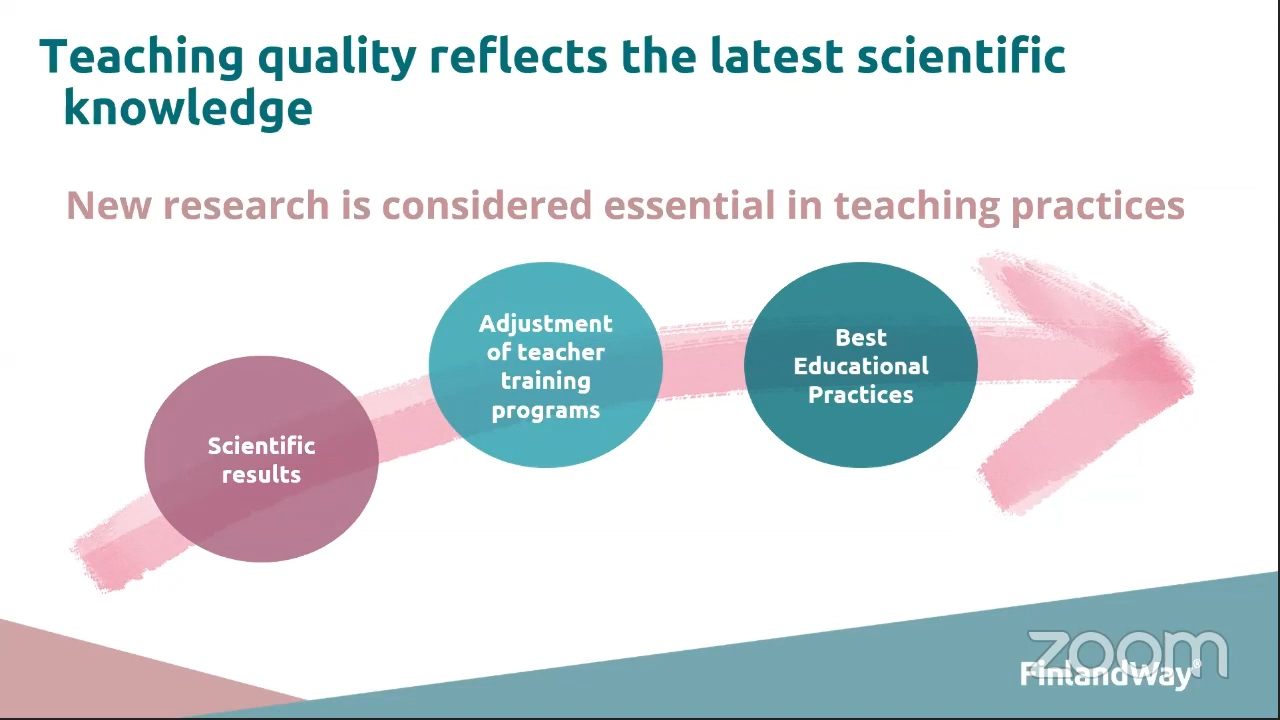 Teaching quality reflects the latest scientific
knowledge
New research is considered essential in teaching practices
Scientific
results
Adjustment
of teacher
training
programs
Best
Educational
Practices
zoom
FinlandWay®